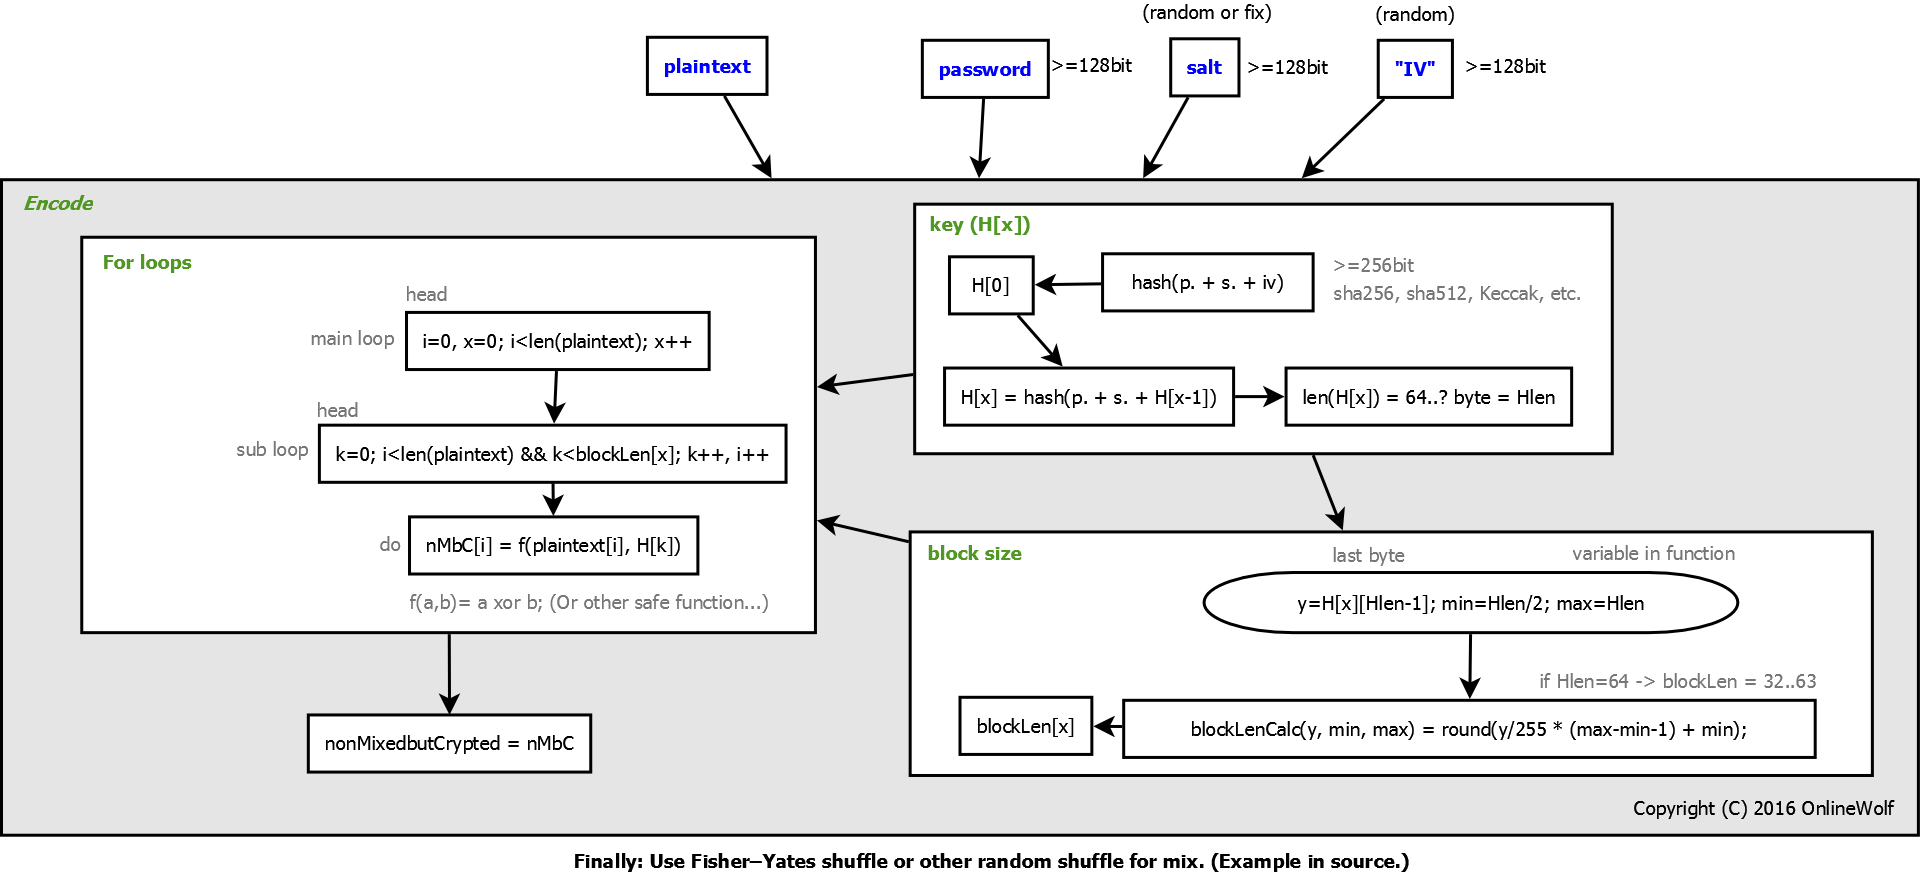 (random or fix)
(random)
plaintext
password
>=128bit
salt
>=128bit
"IV"
>=128bit
Encode
For loops
head
main loop
i=0, x=0; i<len(plaintext); x++
head
sub loop
k=0; i<len(plaintext) && k<blockLen[x]; k++, i++
do
nMbC[i] = f(plaintext[i], H[k])
f(a,b)= a xor b; (Or other safe function...)
nonMixedbutCrypted = nMbC
key (H[x])
H[0]
hash(p. + s. + iv)
>=256bit
sha256, sha512, Keccak, etc.
H[x] = hash(p. + s. + H[x-1])
len(H[x]) = 64..? byte = Hlen
block size
last byte
variable in function
y=H[x][Hlen-1]; min=Hlen/2; max=Hlen
if Hlen=64 -> blockLen = 32..63
blockLen[x]
blockLenCalc(y, min, max) = round(y/255 * (max-min-1) + min);
Copyright (C) 2016 OnlineWolf
Finally: Use Fisher–Yates shuffle or other random shuffle for mix. (Example in source.)